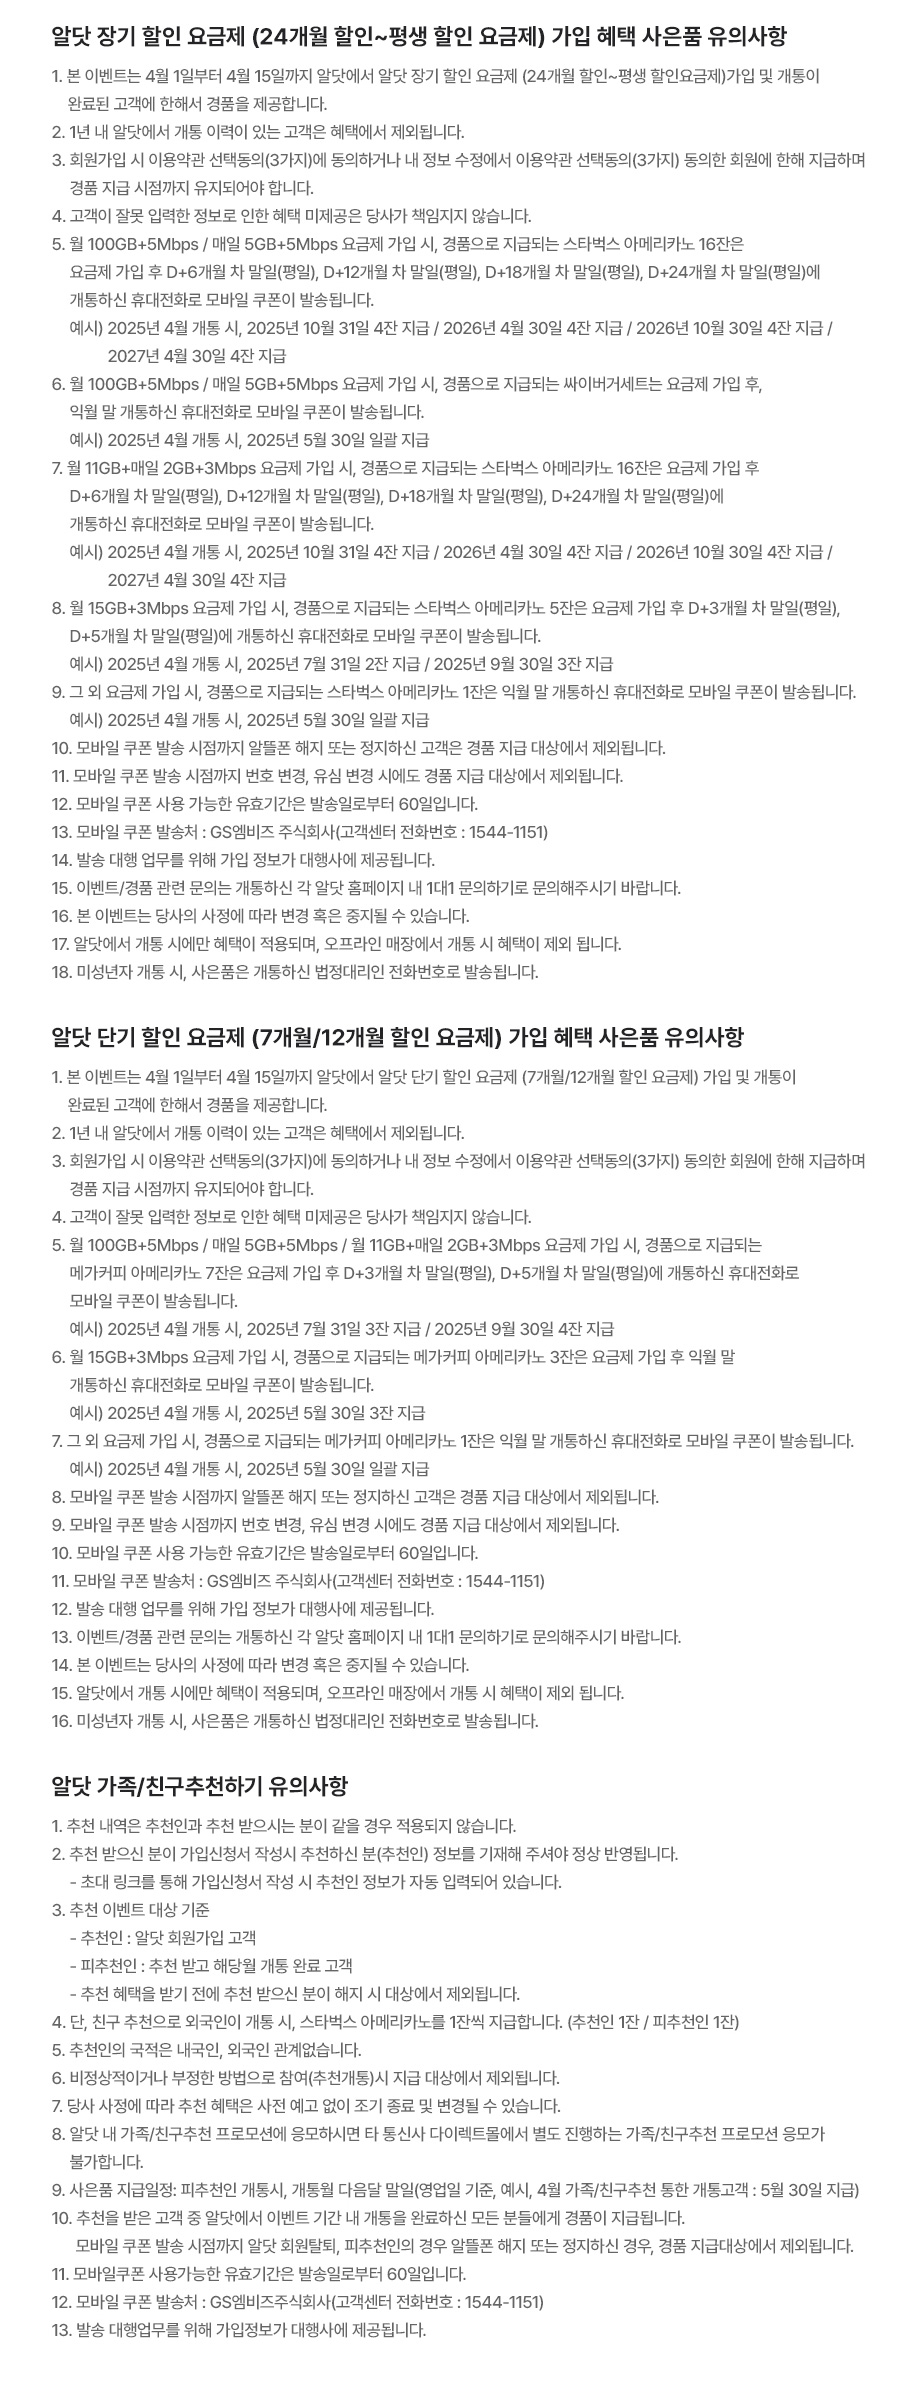 알닷 장기 할인 요금제 (24개월 할인~평생 할인 요금제) 가입 혜택 사은품 유의사항
1. 본 이벤트는 4월 1일부터 4월 15일까지 알닷에서 알닷 장기 할인 요금제 (24개월 할인~평생 할인요금제)가입 및 개통이
완료된 고객에 한해서 경품을 제공합니다.
2. 1년 내 알닷에서 개통 이력이 있는 고객은 혜택에서 제외됩니다.
3. 회원가입 시 이용약관 선택동의(3가지)에 동의하거나 내 정보 수정에서 이용약관 선택동의(3가지) 동의한 회원에 한해 지급하며
경품 지급 시점까지 유지되어야 합니다.
4. 고객이 잘못 입력한 정보로 인한 혜택 미제공은 당사가 책임지지 않습니다.
5. 월 100GB+5Mbps / 매일 5GB+5Mbps 요금제 가입 시, 경품으로 지급되는 스타벅스 아메리카노 16잔은
요금제 가입 후 D+6개월 차 말일(평일), D+12개월 차 말일(평일), D+18개월 차 말일(평일), D+24개월 차 말일(평일)에
개통하신 휴대전화로 모바일 쿠폰이 발송됩니다.
예시) 2025년 4월 개통 시, 2025년 10월 31일 4잔 지급 / 2026년 4월 30일 4잔 지급 / 2026년 10월 30일 4잔 지급 /
2027년 4월 30일 4잔 지급
6. 월 100GB+5Mbps / 매일 5GB+5Mbps 요금제 가입 시, 경품으로 지급되는 싸이버거세트는 요금제 가입 후,
익월 말 개통하신 휴대전화로 모바일 쿠폰이 발송됩니다.
예시) 2025년 4월 개통 시, 2025년 5월 30일 일괄 지급
7. 월 11GB+매일 2GB+3Mbps 요금제 가입 시, 경품으로 지급되는 스타벅스 아메리카노 16잔은 요금제 가입 후
D+6개월 차 말일(평일), D+12개월 차 말일(평일), D+18개월 차 말일(평일), D+24개월 차 말일(평일)에
개통하신 휴대전화로 모바일 쿠폰이 발송됩니다.
예시) 2025년 4월 개통 시, 2025년 10월 31일 4잔 지급 / 2026년 4월 30일 4잔 지급 / 2026년 10월 30일 4잔 지급 /
2027년 4월 30일 4잔 지급
8. 월 15GB+3Mbps 요금제 가입 시, 경품으로 지급되는 스타벅스 아메리카노 5잔은 요금제 가입 후 D+3개월 차 말일(평일),
D+5개월 차 말일(평일)에 개통하신 휴대전화로 모바일 쿠폰이 발송됩니다.
예시) 2025년 4월 개통 시, 2025년 7월 31일 2잔 지급 / 2025년 9월 30일 3잔 지급
9. 그 외 요금제 가입 시, 경품으로 지급되는 스타벅스 아메리카노 1잔은 익월 말 개통하신 휴대전화로 모바일 쿠폰이 발송됩니다.
예시) 2025년 4월 개통 시, 2025년 5월 30일 일괄 지급
10. 모바일 쿠폰 발송 시점까지 알뜰폰 해지 또는 정지하신 고객은 경품 지급 대상에서 제외됩니다.
11. 모바일 쿠폰 발송 시점까지 번호 변경, 유심 변경 시에도 경품 지급 대상에서 제외됩니다.
12. 모바일 쿠폰 사용 가능한 유효기간은 발송일로부터 60일입니다.
13. 모바일 쿠폰 발송처 : GS엠비즈 주식회사(고객센터 전화번호 : 1544-1151)
14. 발송 대행 업무를 위해 가입 정보가 대행사에 제공됩니다.
15. 이벤트/경품 관련 문의는 개통하신 각 알닷 홈페이지 내 1대1 문의하기로 문의해주시기 바랍니다.
16. 본 이벤트는 당사의 사정에 따라 변경 혹은 중지될 수 있습니다.
17. 알닷에서 개통 시에만 혜택이 적용되며, 오프라인 매장에서 개통 시 혜택이 제외 됩니다.
18. 미성년자 개통 시, 사은품은 개통하신 법정대리인 전화번호로 발송됩니다.
알닷 단기 할인 요금제 (7개월/12개월 할인 요금제) 가입 혜택 사은품 유의사항
1. 본 이벤트는 4월 1일부터 4월 15일까지 알닷에서 알닷 단기 할인 요금제 (7개월/12개월 할인 요금제) 가입 및 개통이
완료된 고객에 한해서 경품을 제공합니다.
2. 1년 내 알닷에서 개통 이력이 있는 고객은 혜택에서 제외됩니다.
3. 회원가입 시 이용약관 선택동의(3가지)에 동의하거나 내 정보 수정에서 이용약관 선택동의(3가지) 동의한 회원에 한해 지급하며
경품 지급 시점까지 유지되어야 합니다.
4. 고객이 잘못 입력한 정보로 인한 혜택 미제공은 당사가 책임지지 않습니다.
5. 월 100GB+5Mbps / 매일 5GB+5Mbps / 월 11GB+매일 2GB+3Mbps 요금제 가입 시, 경품으로 지급되는
메가커피 아메리카노 7잔은 요금제 가입 후 D+3개월 차 말일(평일), D+5개월 차 말일(평일)에 개통하신 휴대전화로
모바일 쿠폰이 발송됩니다.
예시) 2025년 4월 개통 시, 2025년 7월 31일 3잔 지급 / 2025년 9월 30일 4잔 지급
6. 월 15GB+3Mbps 요금제 가입 시, 경품으로 지급되는 메가커피 아메리카노 3잔은 요금제 가입 후 익월 말
개통하신 휴대전화로 모바일 쿠폰이 발송됩니다.
예시) 2025년 4월 개통 시, 2025년 5월 30일 3잔 지급
7. 그 외 요금제 가입 시, 경품으로 지급되는 메가커피 아메리카노 1잔은 익월 말 개통하신 휴대전화로 모바일 쿠폰이 발송됩니다.
예시) 2025년 4월 개통 시, 2025년 5월 30일 일괄 지급
8. 모바일 쿠폰 발송 시점까지 알뜰폰 해지 또는 정지하신 고객은 경품 지급 대상에서 제외됩니다.
9. 모바일 쿠폰 발송 시점까지 번호 변경, 유심 변경 시에도 경품 지급 대상에서 제외됩니다.
10. 모바일 쿠폰 사용 가능한 유효기간은 발송일로부터 60일입니다.
11. 모바일 쿠폰 발송처 : GS엠비즈 주식회사(고객센터 전화번호 : 1544-1151)
12. 발송 대행 업무를 위해 가입 정보가 대행사에 제공됩니다.
13. 이벤트/경품 관련 문의는 개통하신 각 알닷 홈페이지 내 1대1 문의하기로 문의해주시기 바랍니다.
14. 본 이벤트는 당사의 사정에 따라 변경 혹은 중지될 수 있습니다.
15. 알닷에서 개통 시에만 혜택이 적용되며, 오프라인 매장에서 개통 시 혜택이 제외 됩니다.
16. 미성년자 개통 시, 사은품은 개통하신 법정대리인 전화번호로 발송됩니다.
알닷 가족/친구추천하기 유의사항
1. 추천 내역은 추천인과 추천 받으시는 분이 같을 경우 적용되지 않습니다.
2. 추천 받으신 분이 가입신청서 작성시 추천하신 분(추천인) 정보를 기재해 주셔야 정상 반영됩니다.
- 초대 링크를 통해 가입신청서 작성 시 추천인 정보가 자동 입력되어 있습니다.
3. 추천 이벤트 대상 기준
- 추천인 : 알닷 회원가입 고객
- 피추천인 : 추천 받고 해당월 개통 완료 고객
- 추천 혜택을 받기 전에 추천 받으신 분이 해지 시 대상에서 제외됩니다.
4. 단, 친구 추천으로 외국인이 개통 시, 스타벅스 아메리카노를 1잔씩 지급합니다. (추천인 1잔 / 피추천인 1잔)
5. 추천인의 국적은 내국인, 외국인 관계없습니다.
6. 비정상적이거나 부정한 방법으로 참여(추천개통)시 지급 대상에서 제외됩니다.
7. 당사 사정에 따라 추천 혜택은 사전 예고 없이 조기 종료 및 변경될 수 있습니다.
8. 알닷 내 가족/친구추천 프로모션에 응모하시면 타 통신사 다이렉트몰에서 별도 진행하는 가족/친구추천 프로모션 응모가
불가합니다.
9. 사은품 지급일정: 피추천인 개통시, 개통월 다음달 말일(영업일 기준, 예시, 4월 가족/친구추천 통한 개통고객 : 5월 30일 지급)
10. 추천을 받은 고객 중 알닷에서 이벤트 기간 내 개통을 완료하신 모든 분들에게 경품이 지급됩니다.
모바일 쿠폰 발송 시점까지 알닷 회원탈퇴, 피추천인의 경우 알뜰폰 해지 또는 정지하신 경우, 경품 지급대상에서 제외됩니다.
11. 모바일쿠폰 사용가능한 유효기간은 발송일로부터 60일입니다.
12. 모바일 쿠폰 발송처 : GS엠비즈주식회사(고객센터 전화번호 : 1544-1151)
13. 발송 대행업무를 위해 가입정보가 대행사에 제공됩니다.